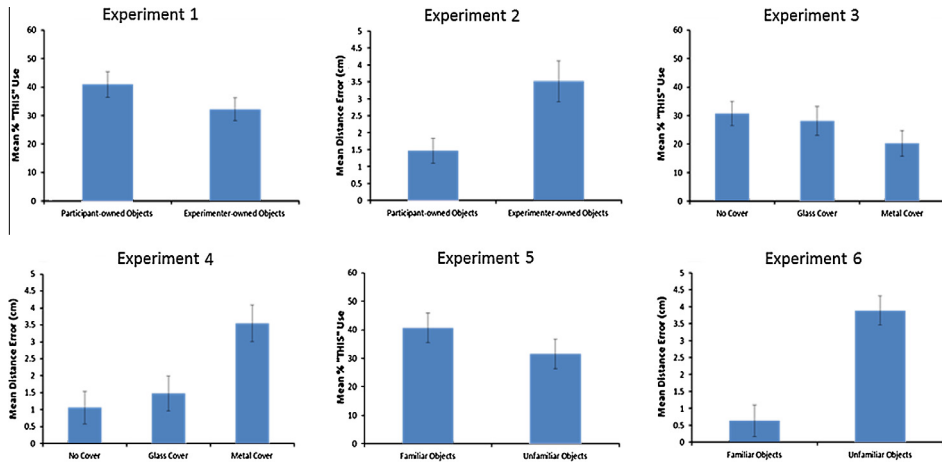 Experiment 1
Mean % "THIS" Use
60
50
40
30
20
10
0
Participant-owned Objects
Experimenter-owned Objects
Experiment 2
Mean Distance Error (cm)
5
4.5
4
3.5
3
2.5
2
1.5
1
0.5
0
Participant-owned Objects
Experimenter-owned Objects
Experiment 3
Mean % "THIS" Use
60
50
40
30
20
10
0
No Cover
Glass Cover
Metal Cover
Experiment 4
Mean Distance Error (cm)
5
4.5
4
3.5
3
2.5
2
1.5
1
0.5
0
No Cover
Glass Cover
Metal Cover
Experiment 5
Mean % "THIS" Use
60
50
40
30
20
10
0
Familiar Objects
Unfamiliar Objects
Experiment 6
Mean Distance Error (cm)
5
4.5
4
3.5
3
2.5
2
1.5
1
0.5
0
Familiar Objects
Unfamiliar Objects